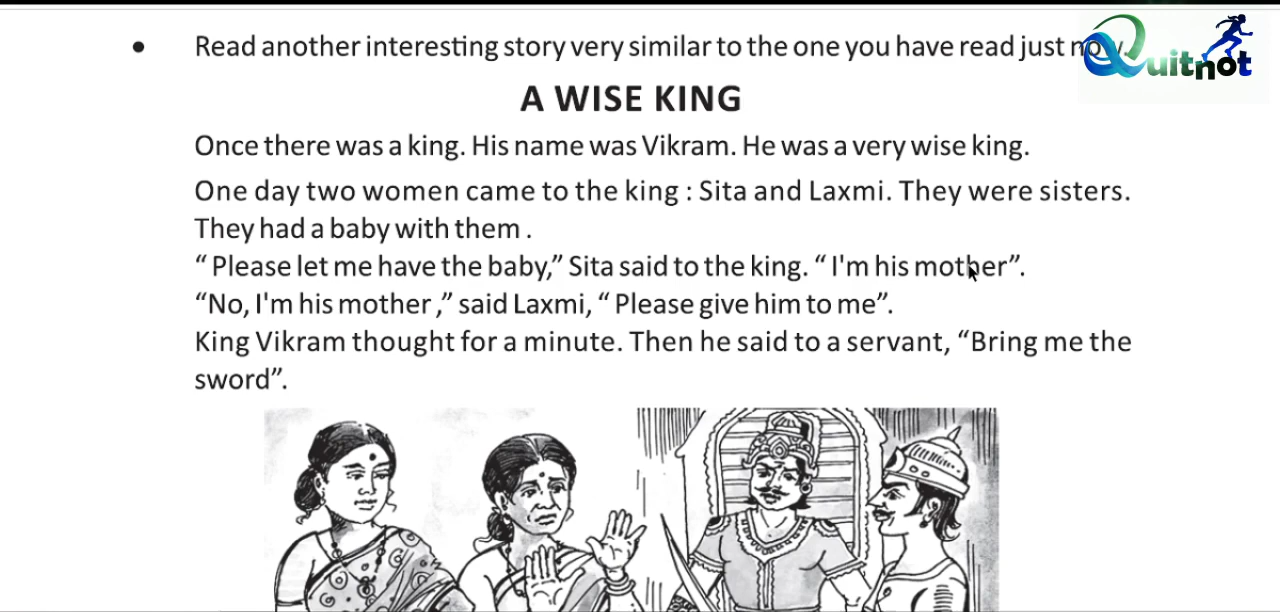 • Read another interesting story very similar to the one you have read just now.
Quitnot
A WISE KING
Once there was a king. His name was Vikram. He was a very wise king.
One day two women came to the king : Sita and Laxmi. They were sisters.
They had a baby with them .
“ Please let me have the baby,” Sita said to the king. “ I'm his mother”.
“No, I'm his mother ,” said Laxmi, “ Please give him to me”.
King Vikram thought for a minute. Then he said to a servant, “Bring me the
sword”.